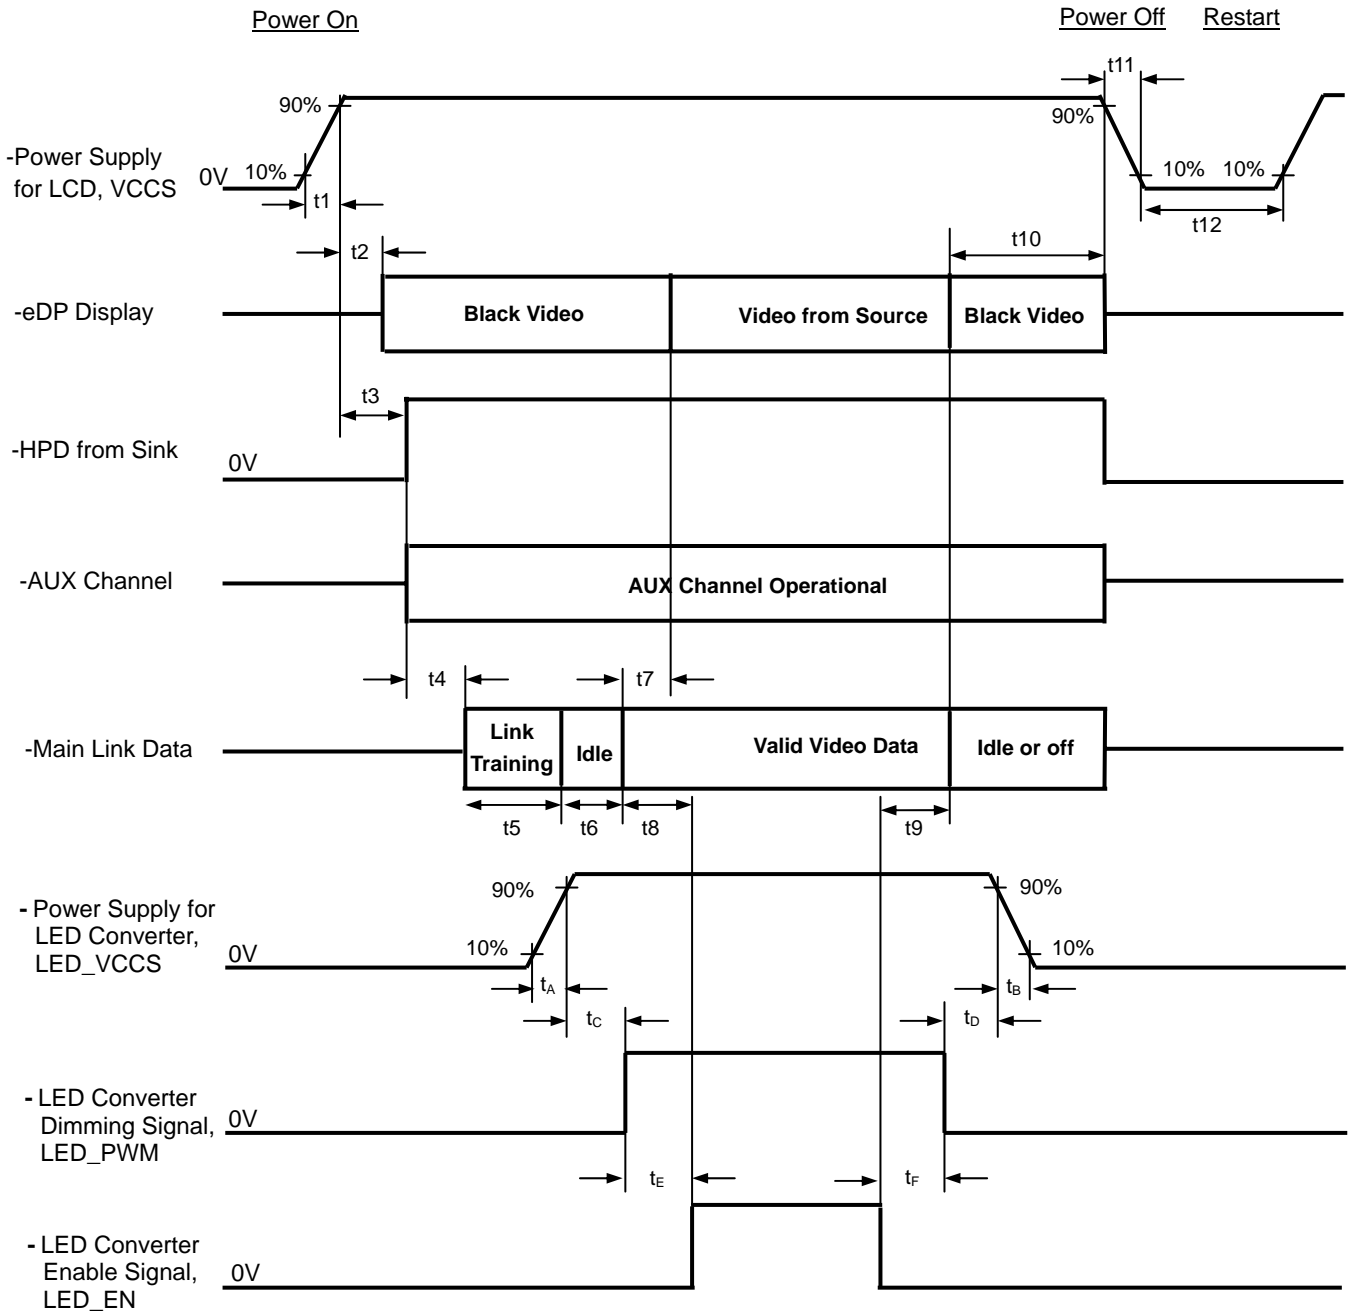 Power On
Power Off
Restart
t11
90%
90%
-Power Supply
for LCD, VCCS
0V
10%
10%
10%
t1
t12
t2
t10
-eDP Display
Black Video
Video from Source
Black Video
t3
-HPD from Sink
0V
-AUX Channel
AUX Channel Operational
t4
t7
-Main Link Data
Link
Training
Idle
Valid Video Data
Idle or off
t5
t6
t8
t9
90%
90%
- Power Supply for
LED Converter,
LED_VCCS
0V
10%
10%
tA
tB
tC
tD
- LED Converter
Dimming Signal,
LED_PWM
0V
tE
tF
- LED Converter
Enable Signal,
LED_EN
0V